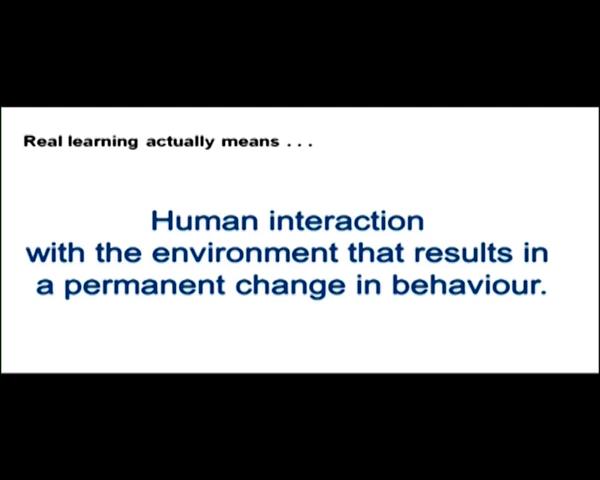 Real learning actually means . . .
Human interaction
with the environment that results in
a permanent change in behaviour.